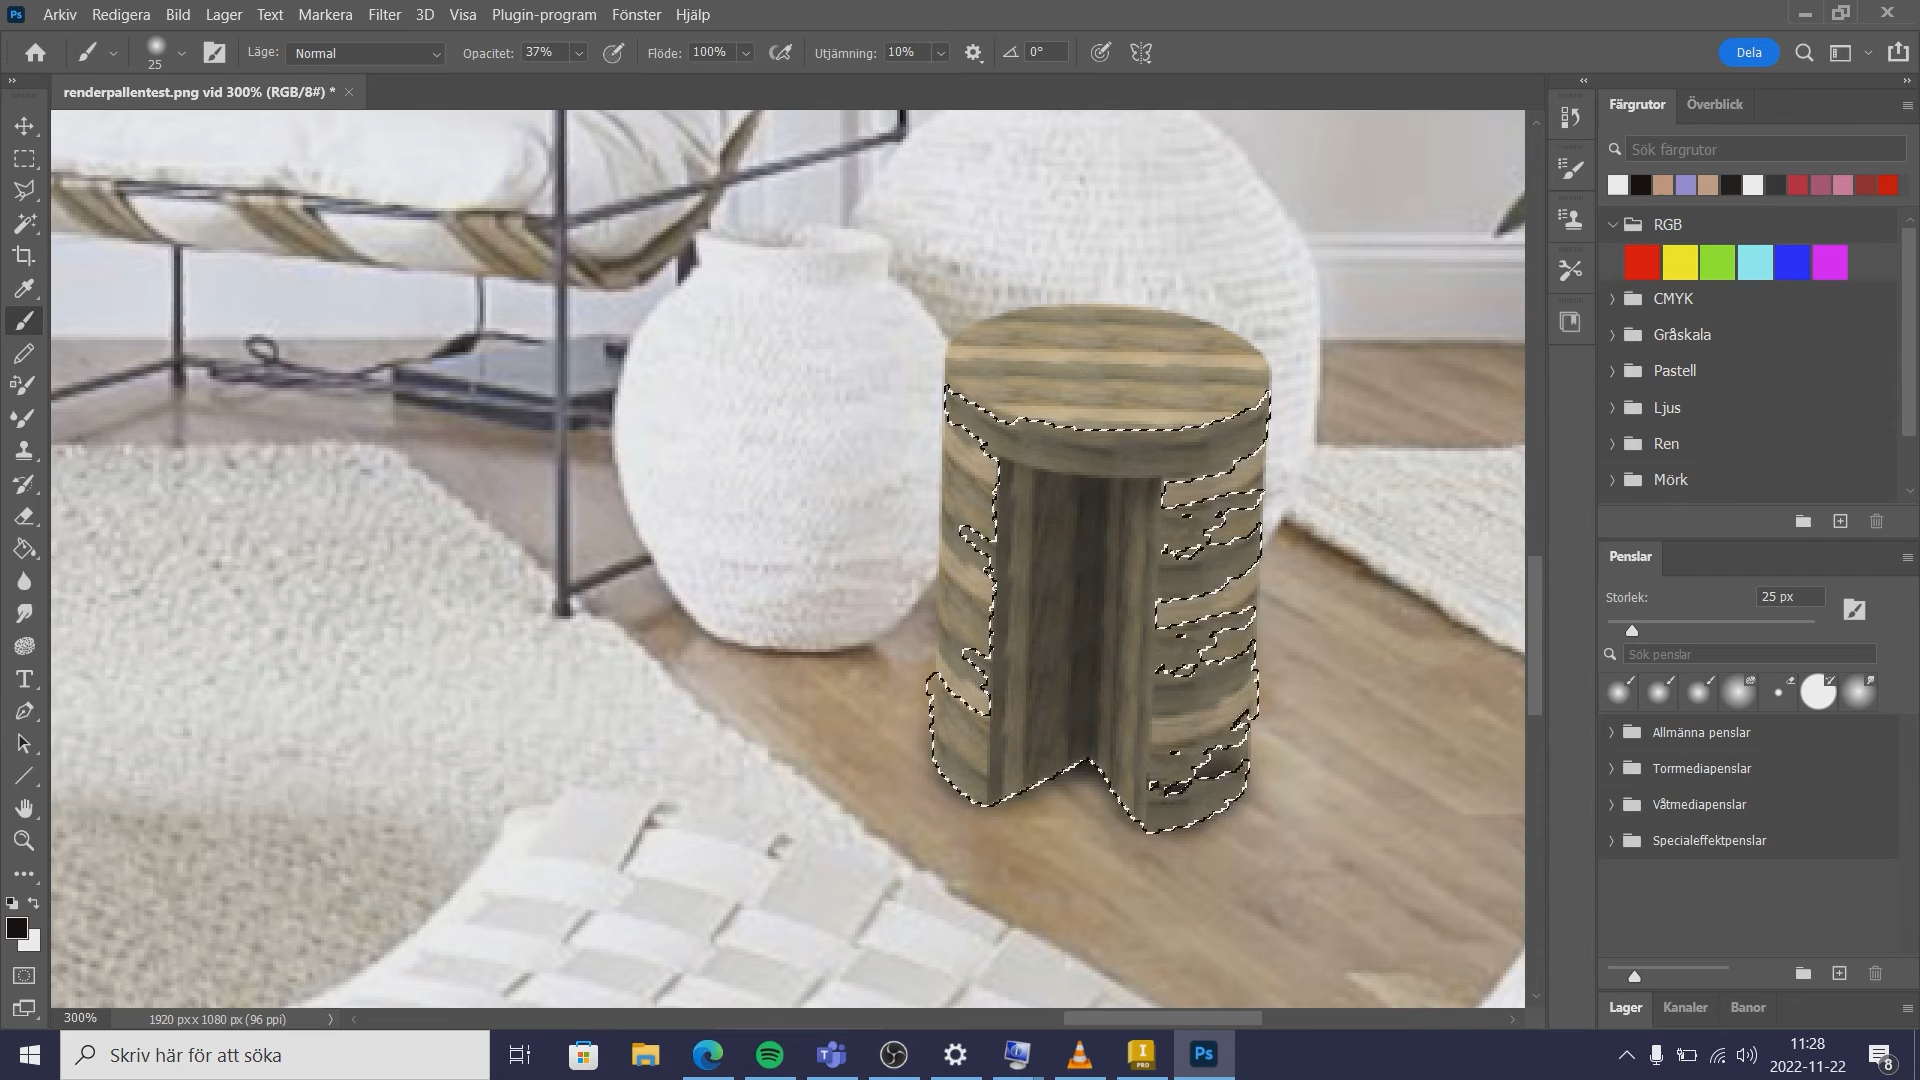 Ps Arkiv Redigera Bild Lager Text Markera Filter 3D Visa Plugin-program Fönster Hjälp
25 Läge: Normal Opacitet: 37% Flöde: 100% Utjämning: 10% 0° Dela
renderpallentest.png vid 300% (RGB/8#) *
Färgrutor Överblick
Sök färgrutor
RGB
CMYK
Gråskala
Pastell
Ljus
Ren
Mörk
Penslar
Storlek: 25 px
Sök penslar
Allmänna penslar
Torrmediapenslar
Våtmediapenslar
Specialeffektpenslar
Lager Kanaler Banor
300% 1920 px x 1080 px (96 ppi)
Skriv här för att söka
PRO
Ps
11:28
2022-11-22
8